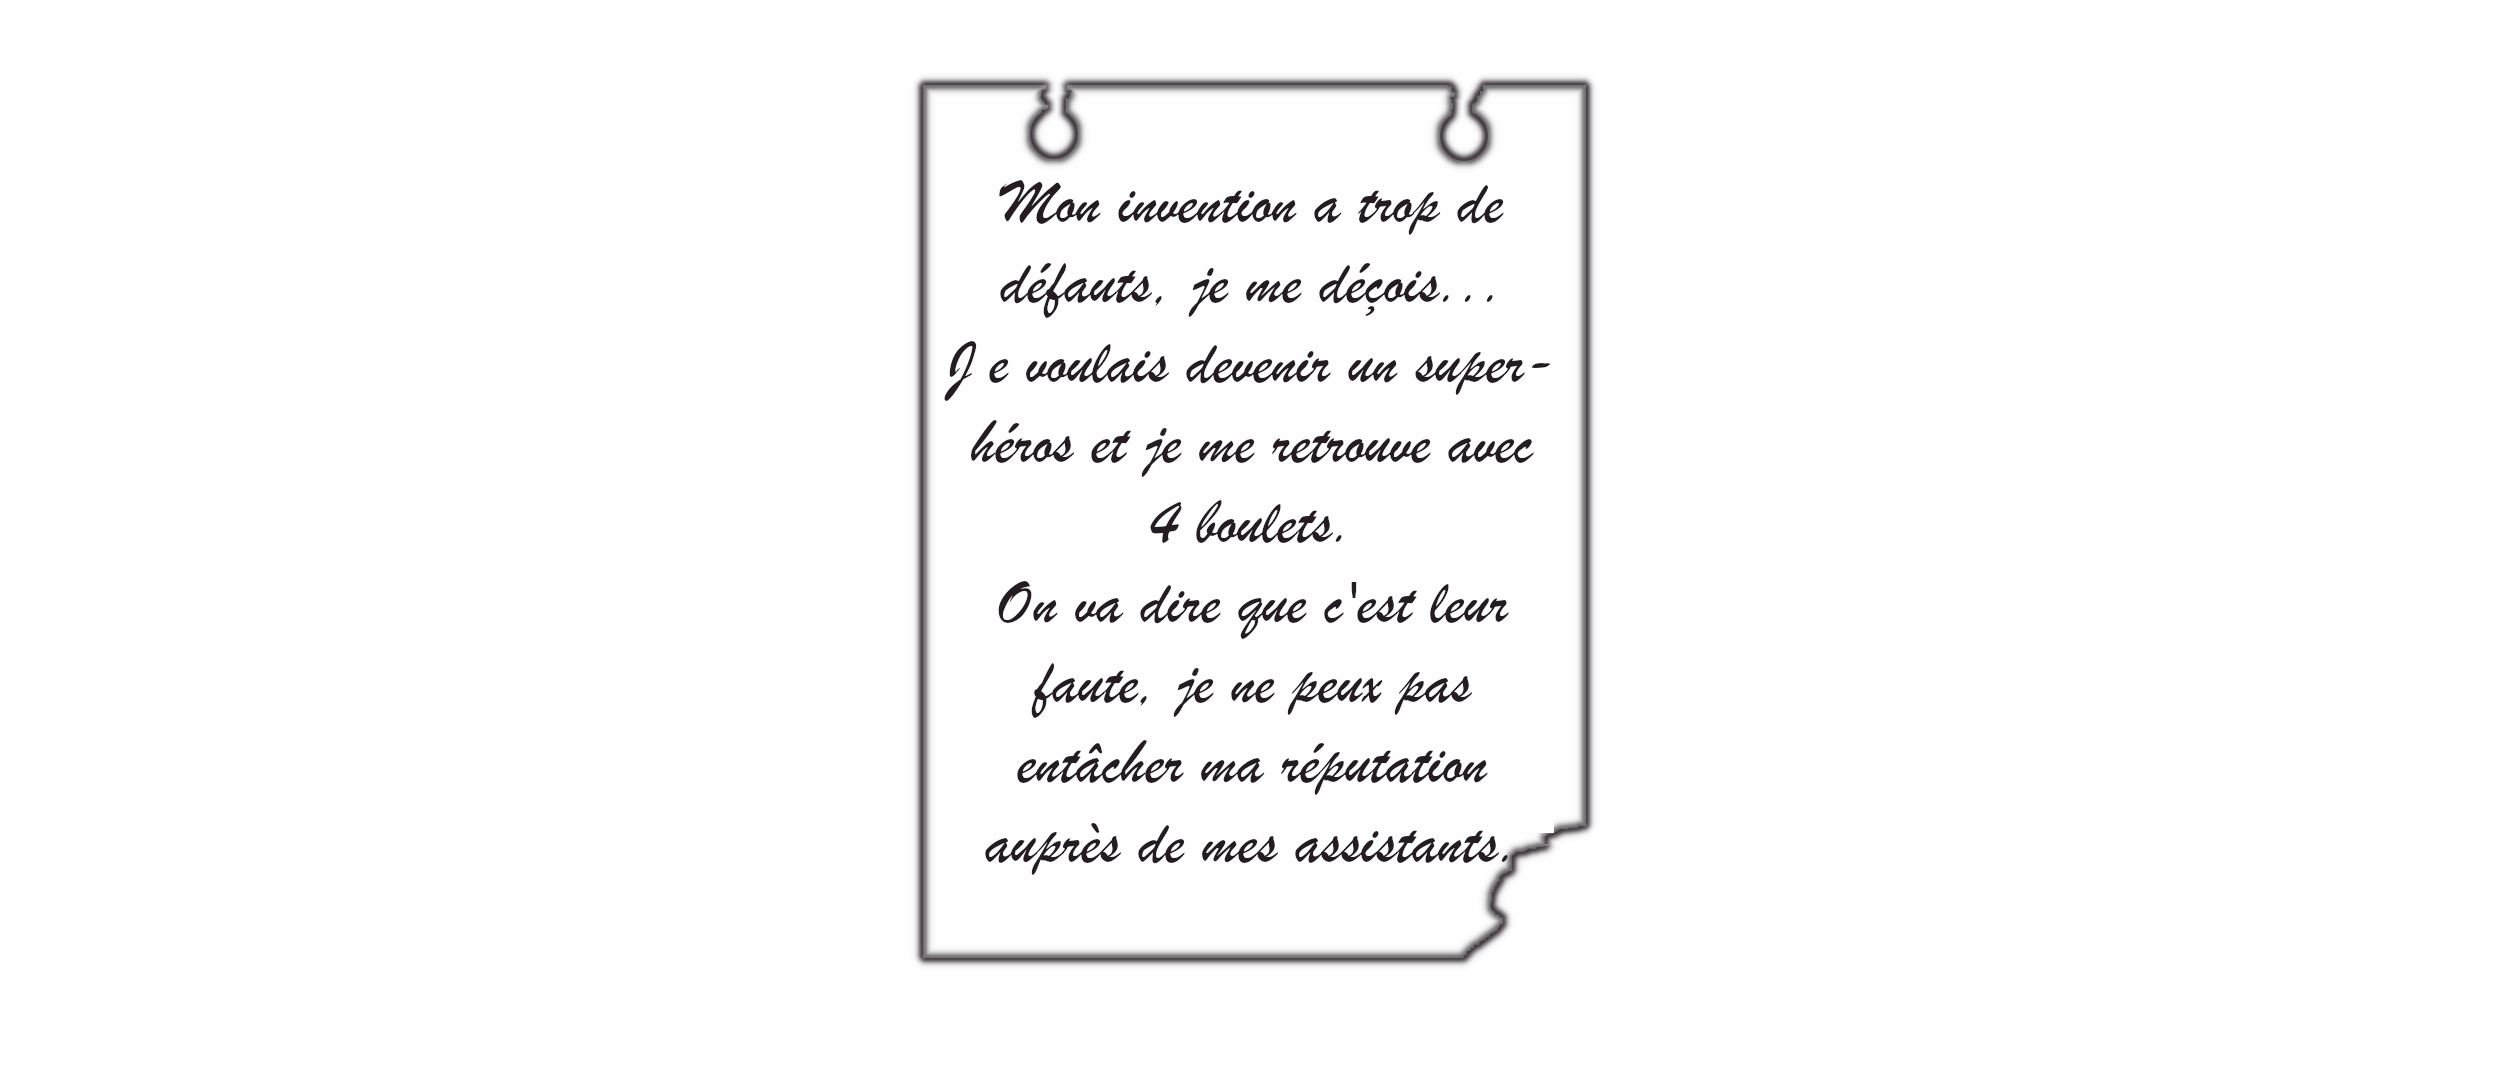 Mon invention a trop de
défauts, je me déçois...
Je voulais devenir un super-
héros et je me retrouve avec
4 boulets.
On va dire que c'est leur
faute, je ne peux pas
entâcher ma réputation
auprès de mes assistants.